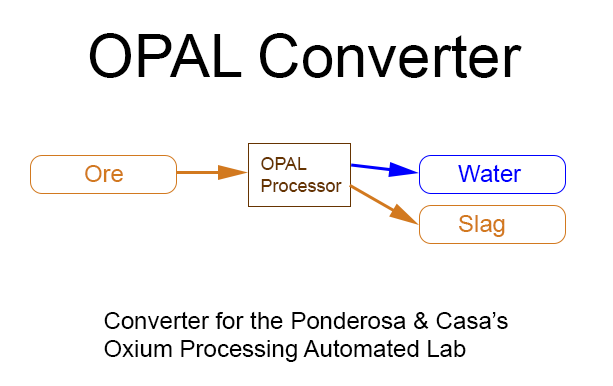 OPAL Converter
Ore
OPAL
Processor
Water
Slag
Converter for the Ponderosa & Casa’s
Oxium Processing Automated Lab